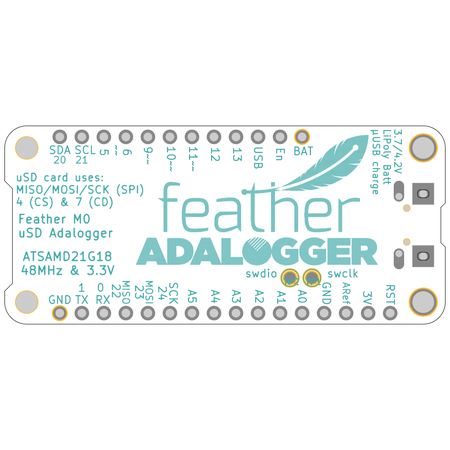 SDA SCL 5-- --6 9-- 10-- 11-- 12 13 USB En BAT
20 21
3.7/4.2V
LiPoly Batt
µUSB charge
uSD card uses:
MISO/MOSI/SCK (SPI)
4 (CS) & 7 (CD)
Feather M0
uSD Adalogger
ATSAMD21G18
48MHz & 3.3V
feather
ADALOGGER
swdio swclk
1 0 22 23 24
GND TX RX MISO MOSI SCK A5 A4 A3 A2 A1 A0 GND ARef 3V RST